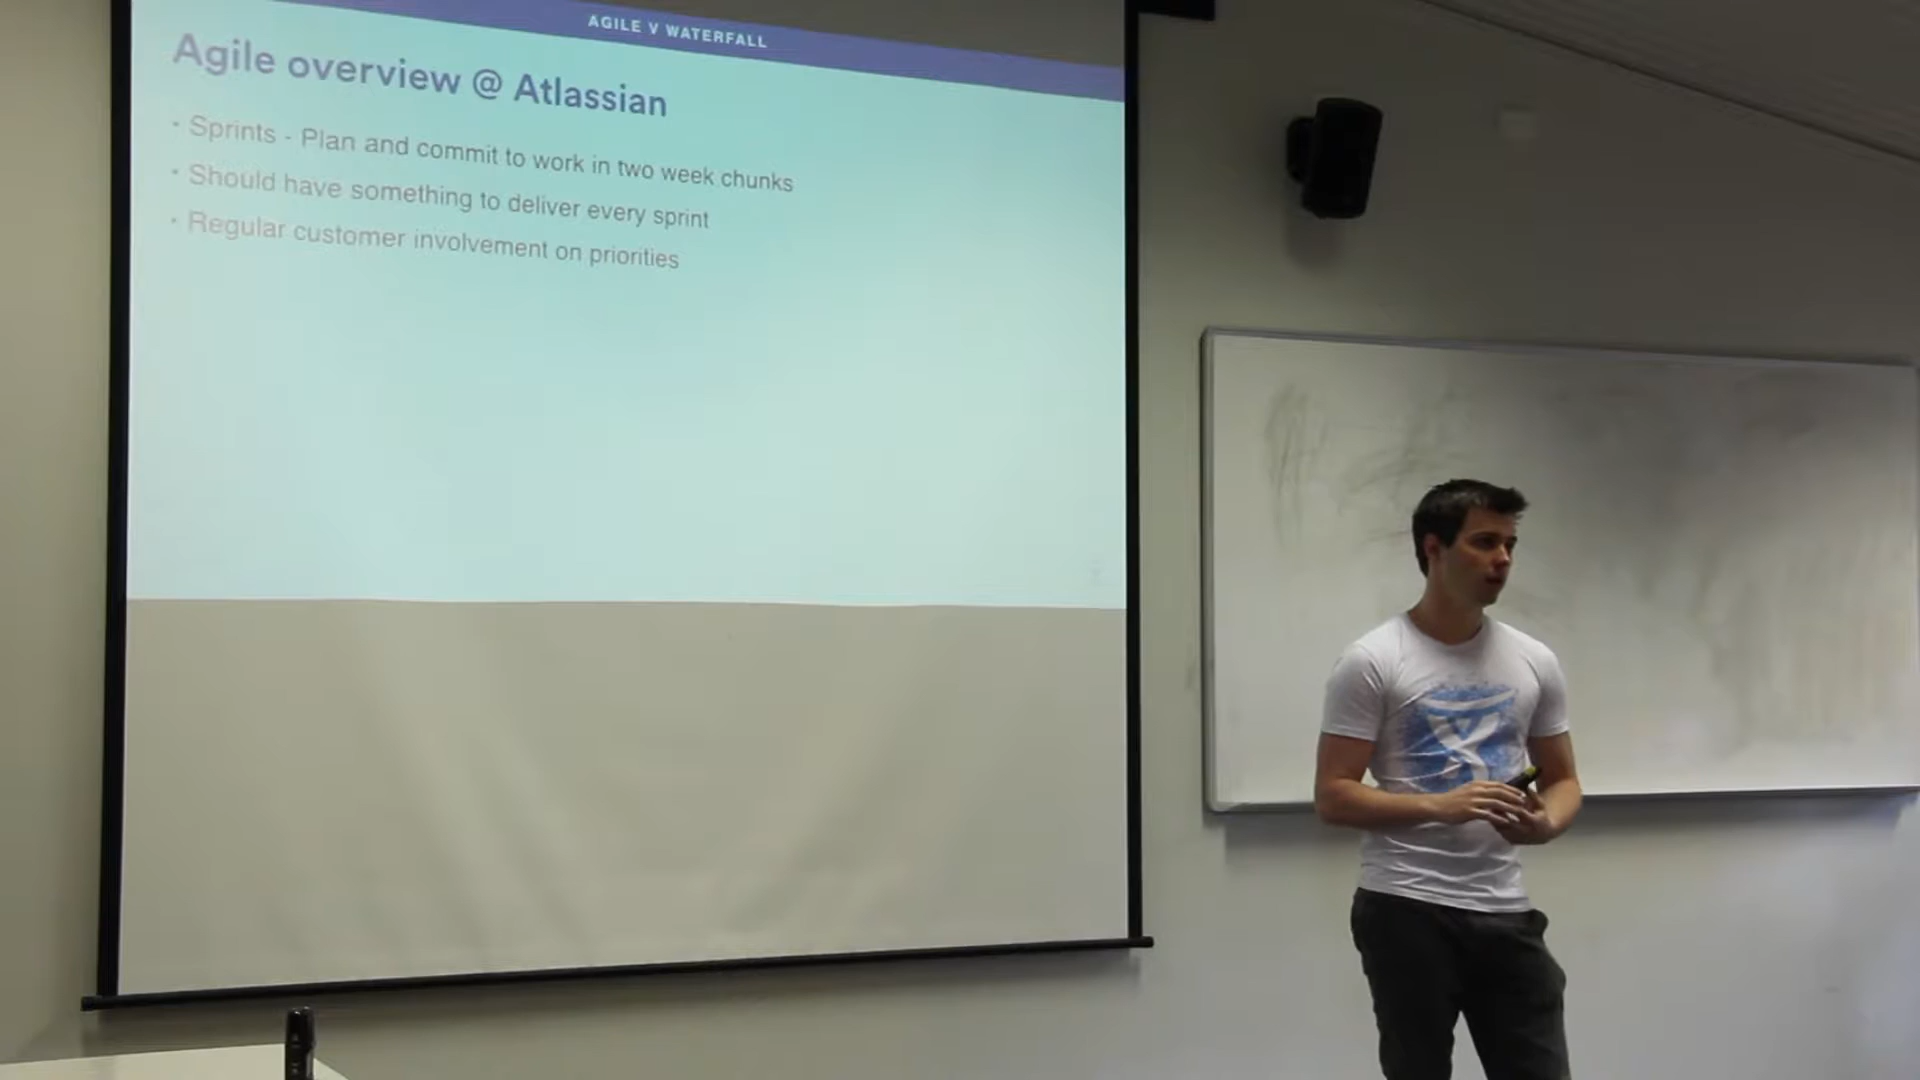 AGILE V WATERFALL
Agile overview @ Atlassian
· Sprints - Plan and commit to work in two week chunks
· Should have something to deliver every sprint
· Regular customer involvement on priorities